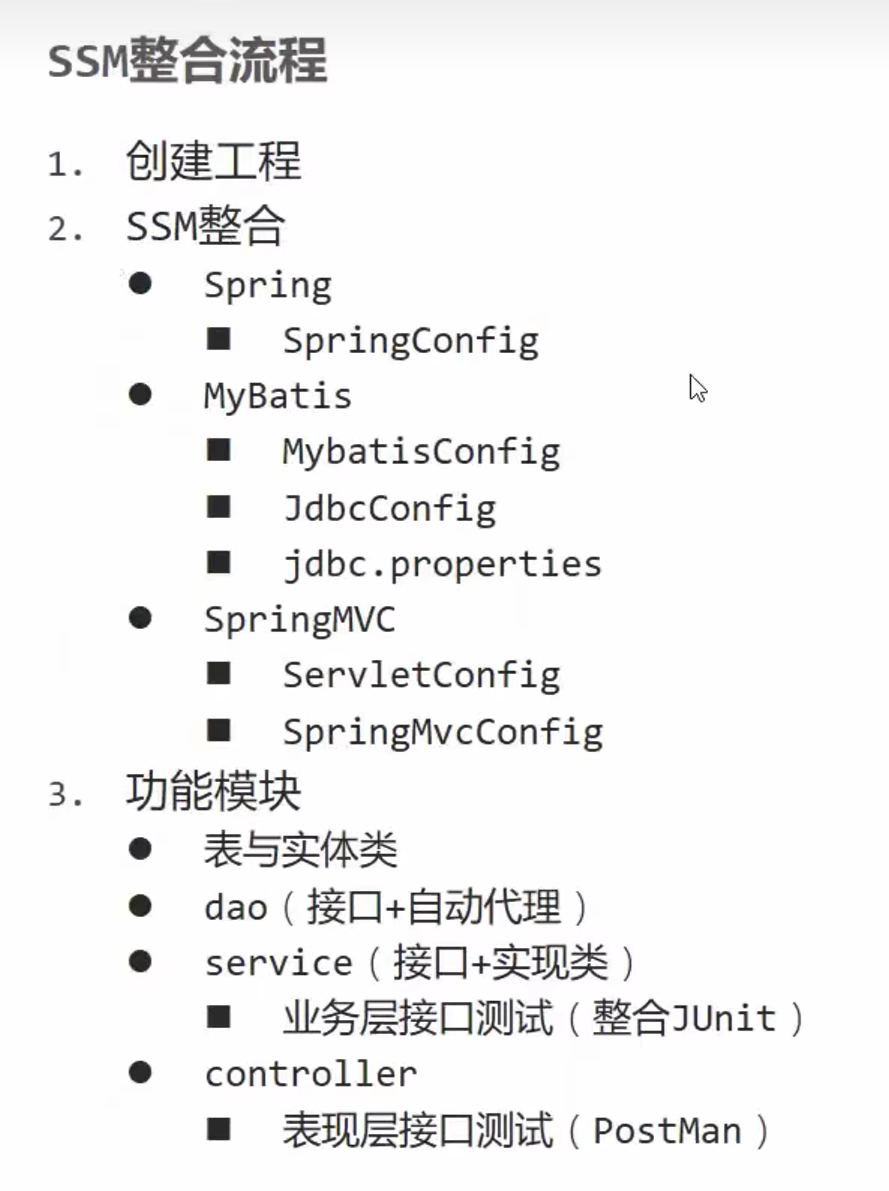 SSM整合流程
1. 创建工程
2. SSM整合
● Spring
■ SpringConfig
● MyBatis
■ MybatisConfig
■ JdbcConfig
■ jdbc.properties
● SpringMVC
■ ServletConfig
■ SpringMvcConfig
3. 功能模块
● 表与实体类
● dao（接口+自动代理）
● service（接口+实现类）
■ 业务层接口测试（整合JUnit）
● controller
■ 表现层接口测试（PostMan）